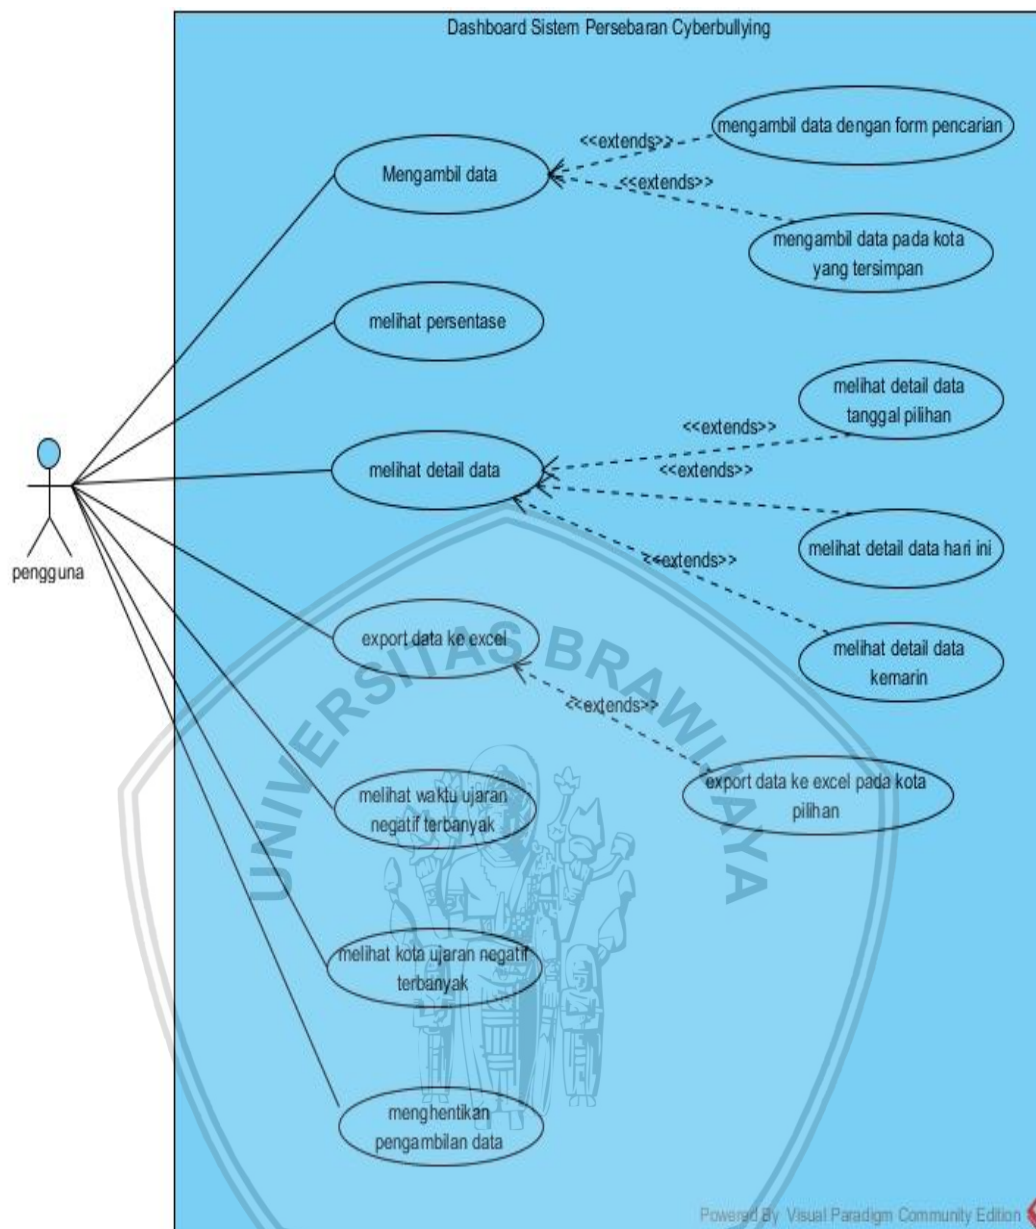 Dashboard Sistem Persebaran Cyberbullying
mengambil data dengan form pencarian
<<extends>>
Mengambil data
<<extends>>
mengambil data pada kota
yang tersimpan
melihat persentase
melihat detail data
tanggal pilihan
<<extends>>
melihat detail data
<<extends>>
melihat detail data hari ini
<<extends>>
pengguna
export data ke excel
melihat detail data
kemarin
<<extends>>
export data ke excel pada kota
pilihan
melihat waktu ujaran
negatif terbanyak
melihat kota ujaran negatif
terbanyak
menghentikan
pengambilan data
UNIVERSITAS BRAWIJAYA
Powered By Visual Paradigm Community Edition